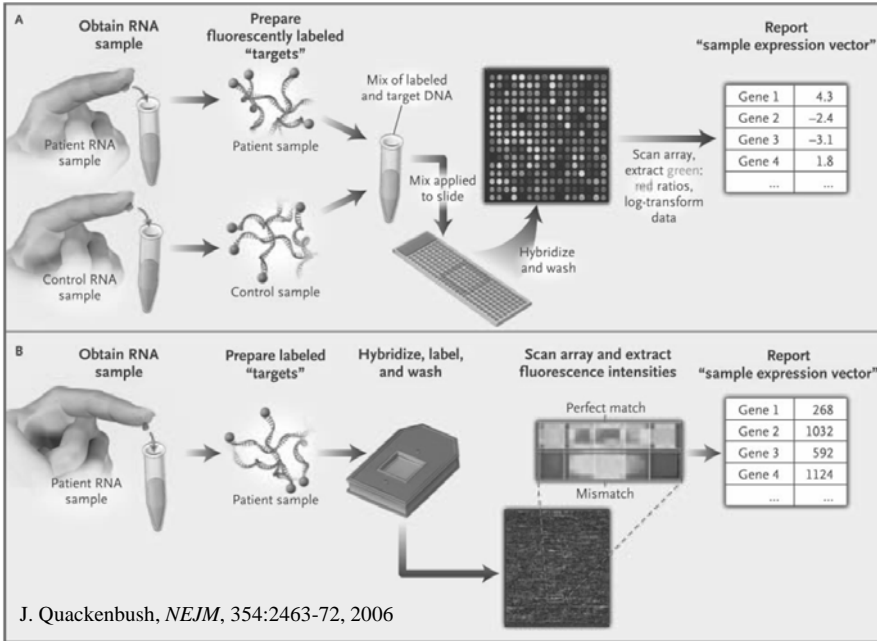 A
Obtain RNA
sample
Prepare
fluorescently labeled
“targets”
Report
“sample expression vector”
Mix of labeled
and target DNA
Patient RNA
sample
Patient sample
Mix applied
to slide
Scan array,
extract green:
red ratios,
log-transform
data
Gene 1 4.3
Gene 2 –2.4
Gene 3 –3.1
Gene 4 1.8
... ...
Control RNA
sample
Control sample
Hybridize
and wash
B
Obtain RNA
sample
Prepare labeled
“targets”
Hybridize, label,
and wash
Scan array and extract
fluorescence intensities
Report
“sample expression vector”
Patient RNA
sample
Patient sample
Perfect match
Mismatch
Gene 1 268
Gene 2 1032
Gene 3 592
Gene 4 1124
... ...
J. Quackenbush, NEJM, 354:2463-72, 2006